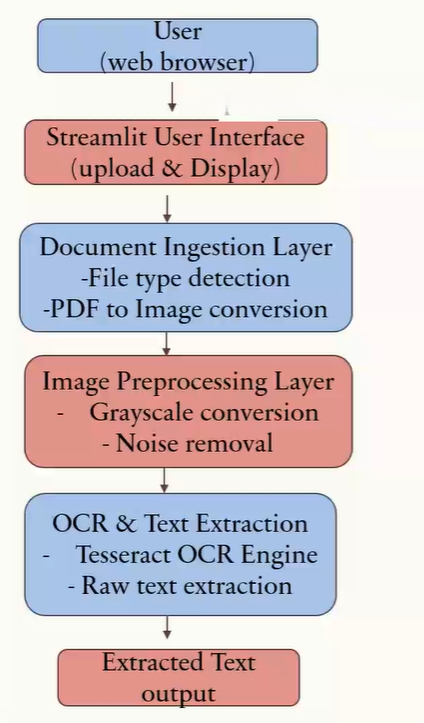 User
(web browser)
Streamlit User Interface
(upload & Display)
Document Ingestion Layer
-File type detection
-PDF to Image conversion
Image Preprocessing Layer
- Grayscale conversion
- Noise removal
OCR & Text Extraction
- Tesseract OCR Engine
- Raw text extraction
Extracted Text
output